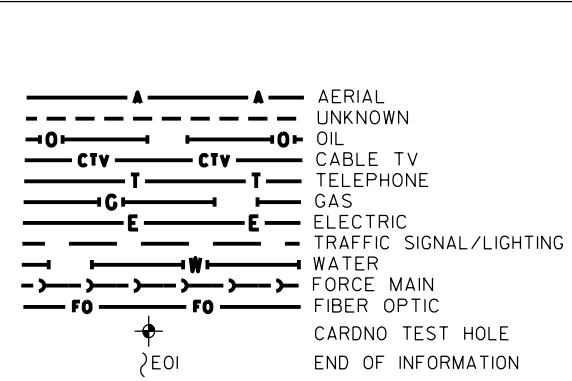 A A AERIAL
UNKNOWN
O O OIL
CTV CTV CABLE TV
T T TELEPHONE
G GAS
E E ELECTRIC
TRAFFIC SIGNAL/LIGHTING
W WATER
FORCE MAIN
FO FO FIBER OPTIC
CARDNO TEST HOLE
EOI END OF INFORMATION